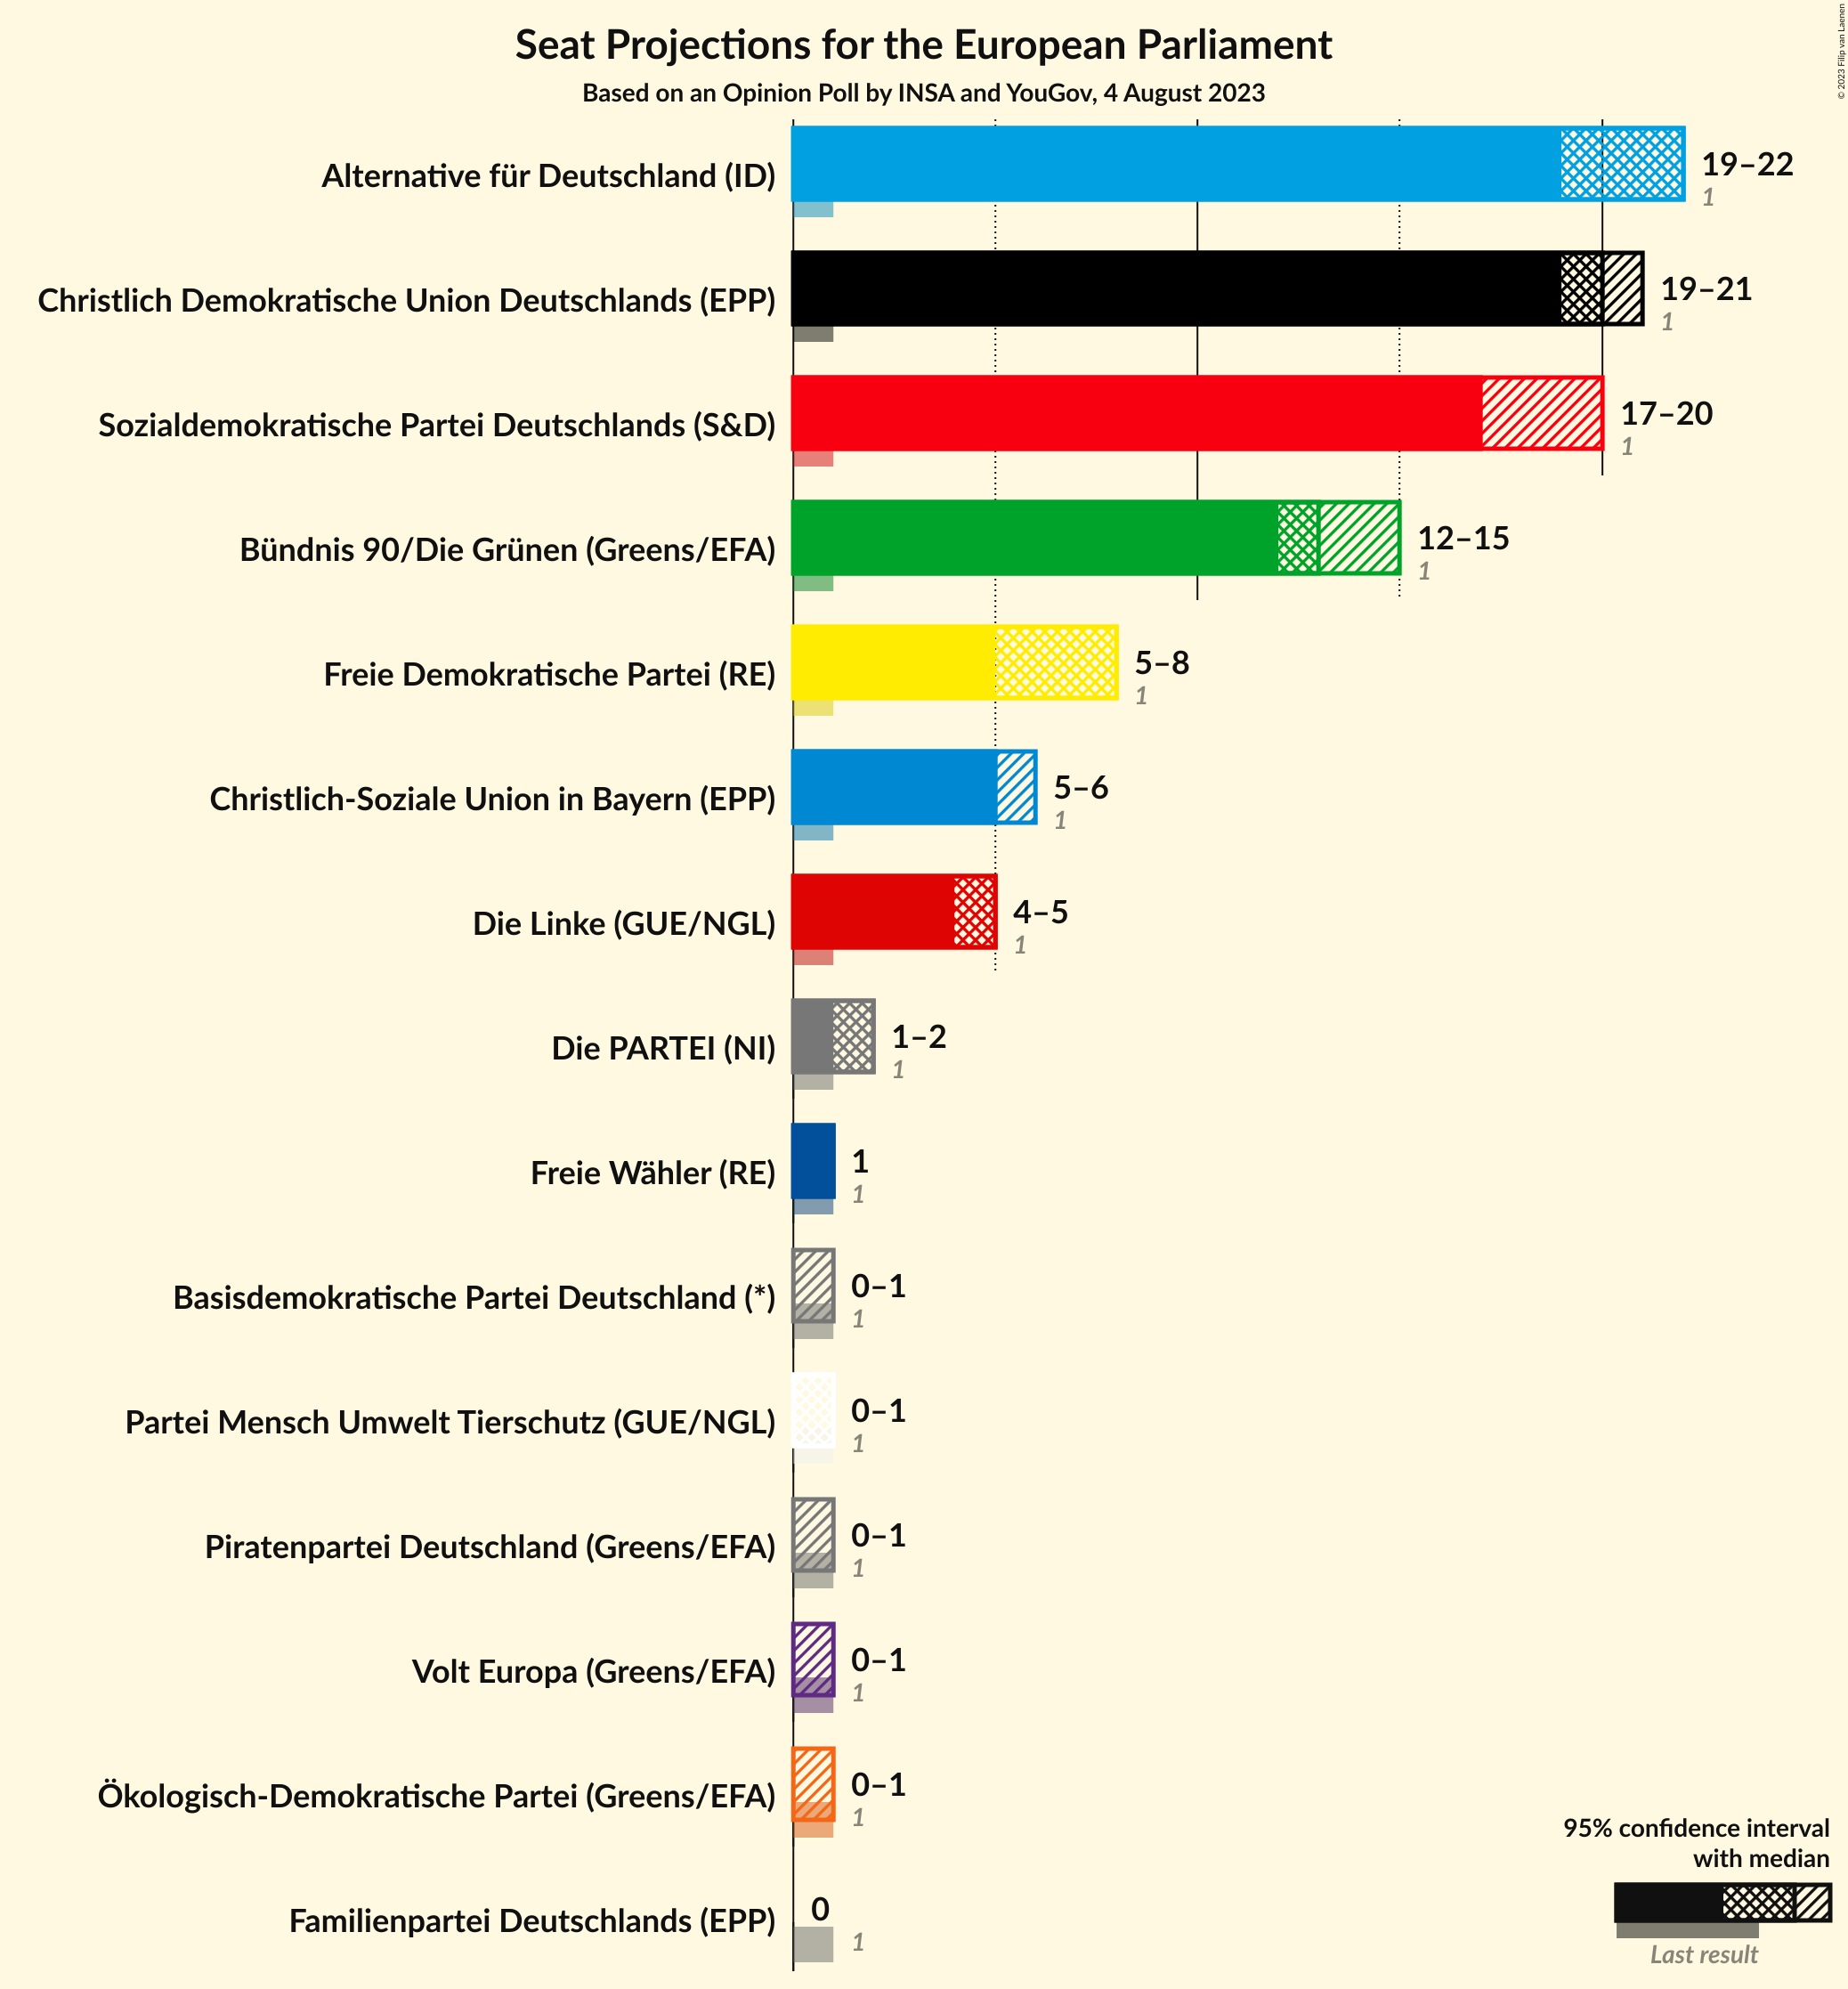 Seat Projections for the European Parliament
Based on an Opinion Poll by INSA and YouGov, 4 August 2023
© 2023 Filip van Laenen
Alternative für Deutschland (ID)
19–22
1
Christlich Demokratische Union Deutschlands (EPP)
19–21
1
Sozialdemokratische Partei Deutschlands (S&D)
17–20
1
Bündnis 90/Die Grünen (Greens/EFA)
12–15
1
Freie Demokratische Partei (RE)
5–8
1
Christlich-Soziale Union in Bayern (EPP)
5–6
1
Die Linke (GUE/NGL)
4–5
1
Die PARTEI (NI)
1–2
1
Freie Wähler (RE)
1
1
Basisdemokratische Partei Deutschland (*)
0–1
1
Partei Mensch Umwelt Tierschutz (GUE/NGL)
0–1
1
Piratenpartei Deutschland (Greens/EFA)
0–1
1
Volt Europa (Greens/EFA)
0–1
1
Ökologisch-Demokratische Partei (Greens/EFA)
0–1
1
Familienpartei Deutschlands (EPP)
0
1
95% confidence interval
with median
Last result